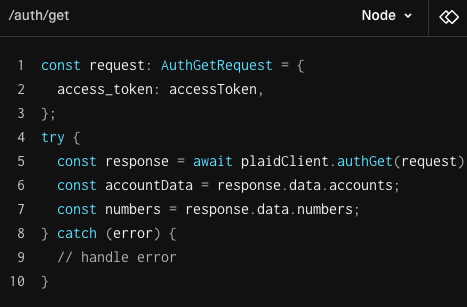 /auth/get
Node
1 const request: AuthGetRequest = {
2   access_token: accessToken,
3 };
4 try {
5   const response = await plaidClient.authGet(request)
6   const accountData = response.data.accounts;
7   const numbers = response.data.numbers;
8 } catch (error) {
9   // handle error
10 }